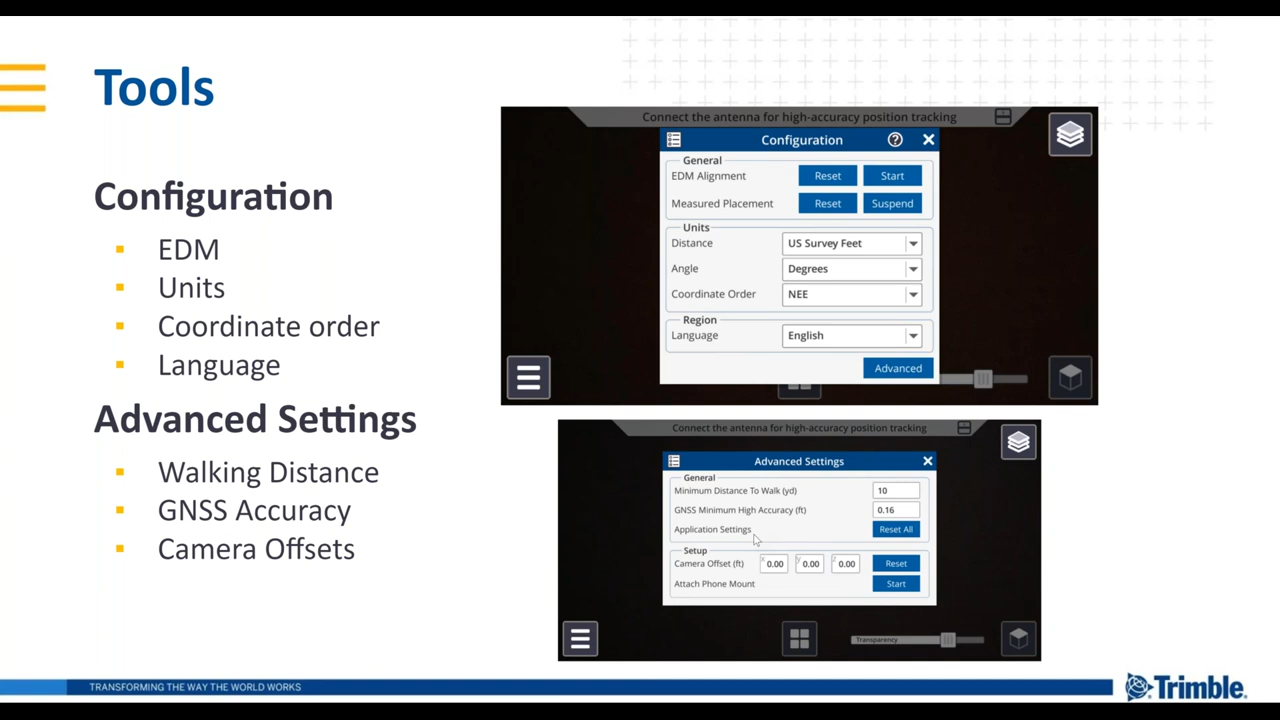 Tools
Configuration
EDM
Units
Coordinate order
Language
Advanced Settings
Walking Distance
GNSS Accuracy
Camera Offsets
Connect the antenna for high-accuracy position tracking
Configuration ?
General
EDM Alignment Reset Start
Measured Placement Reset Suspend
Units
Distance US Survey Feet
Angle Degrees
Coordinate Order NEE
Region
Language English
Advanced
Connect the antenna for high-accuracy position tracking
Advanced Settings
General
Minimum Distance To Walk (yd) 10
GNSS Minimum High Accuracy (ft) 0.16
Application Settings Reset All
Setup
Camera Offset (ft) x 0.00 y 0.00 z 0.00 Reset
Attach Phone Mount Start
Transparency
TRANSFORMING THE WAY THE WORLD WORKS
Trimble